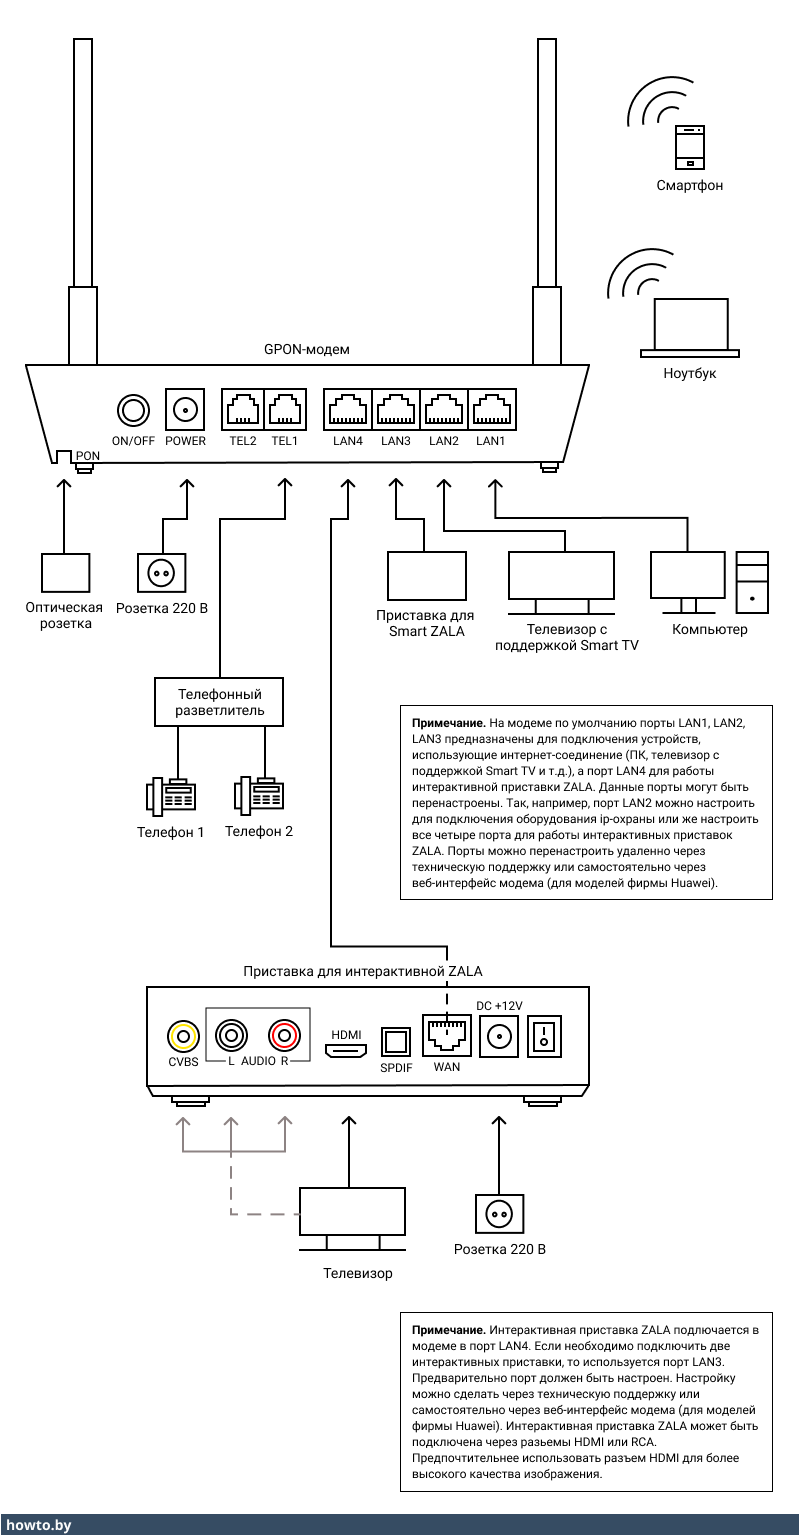 Смартфон
GPON-модем
Ноутбук
ON/OFF POWER TEL2 TEL1 LAN4 LAN3 LAN2 LAN1
PON
Оптическая
розетка
Розетка 220 В
Приставка для
Smart ZALA
Телевизор с
поддержкой Smart TV
Компьютер
Телефонный
разветлитель
Телефон 1
Телефон 2
Примечание. На модеме по умолчанию порты LAN1, LAN2,
LAN3 предназначены для подключения устройств,
использующие интернет-соединение (ПК, телевизор с
поддержкой Smart TV и т.д.), а порт LAN4 для работы
интерактивной приставки ZALA. Данные порты могут быть
перенастроены. Так, например, порт LAN2 можно настроить
для подключения оборудования ip-охраны или же настроить
все четыре порта для работы интерактивных приставок
ZALA. Порты можно перенастроить удаленно через
техническую поддержку или самостоятельно через
веб-интерфейс модема (для моделей фирмы Huawei).
Приставка для интерактивной ZALA
DC +12V
HDMI
CVBS L AUDIO R
SPDIF
WAN
Розетка 220 В
Телевизор
Примечание. Интерактивная приставка ZALA подлючается в
модеме в порт LAN4. Если необходимо подключить две
интерактивных приставки, то используется порт LAN3.
Предварительно порт должен быть настроен. Настройку
можно сделать через техническую поддержку или
самостоятельно через веб-интерфейс модема (для моделей
фирмы Huawei). Интерактивная приставка ZALA может быть
подключена через разьемы HDMI или RCA.
Предпочтительнее использовать разъем HDMI для более
высокого качества изображения.
howto.by